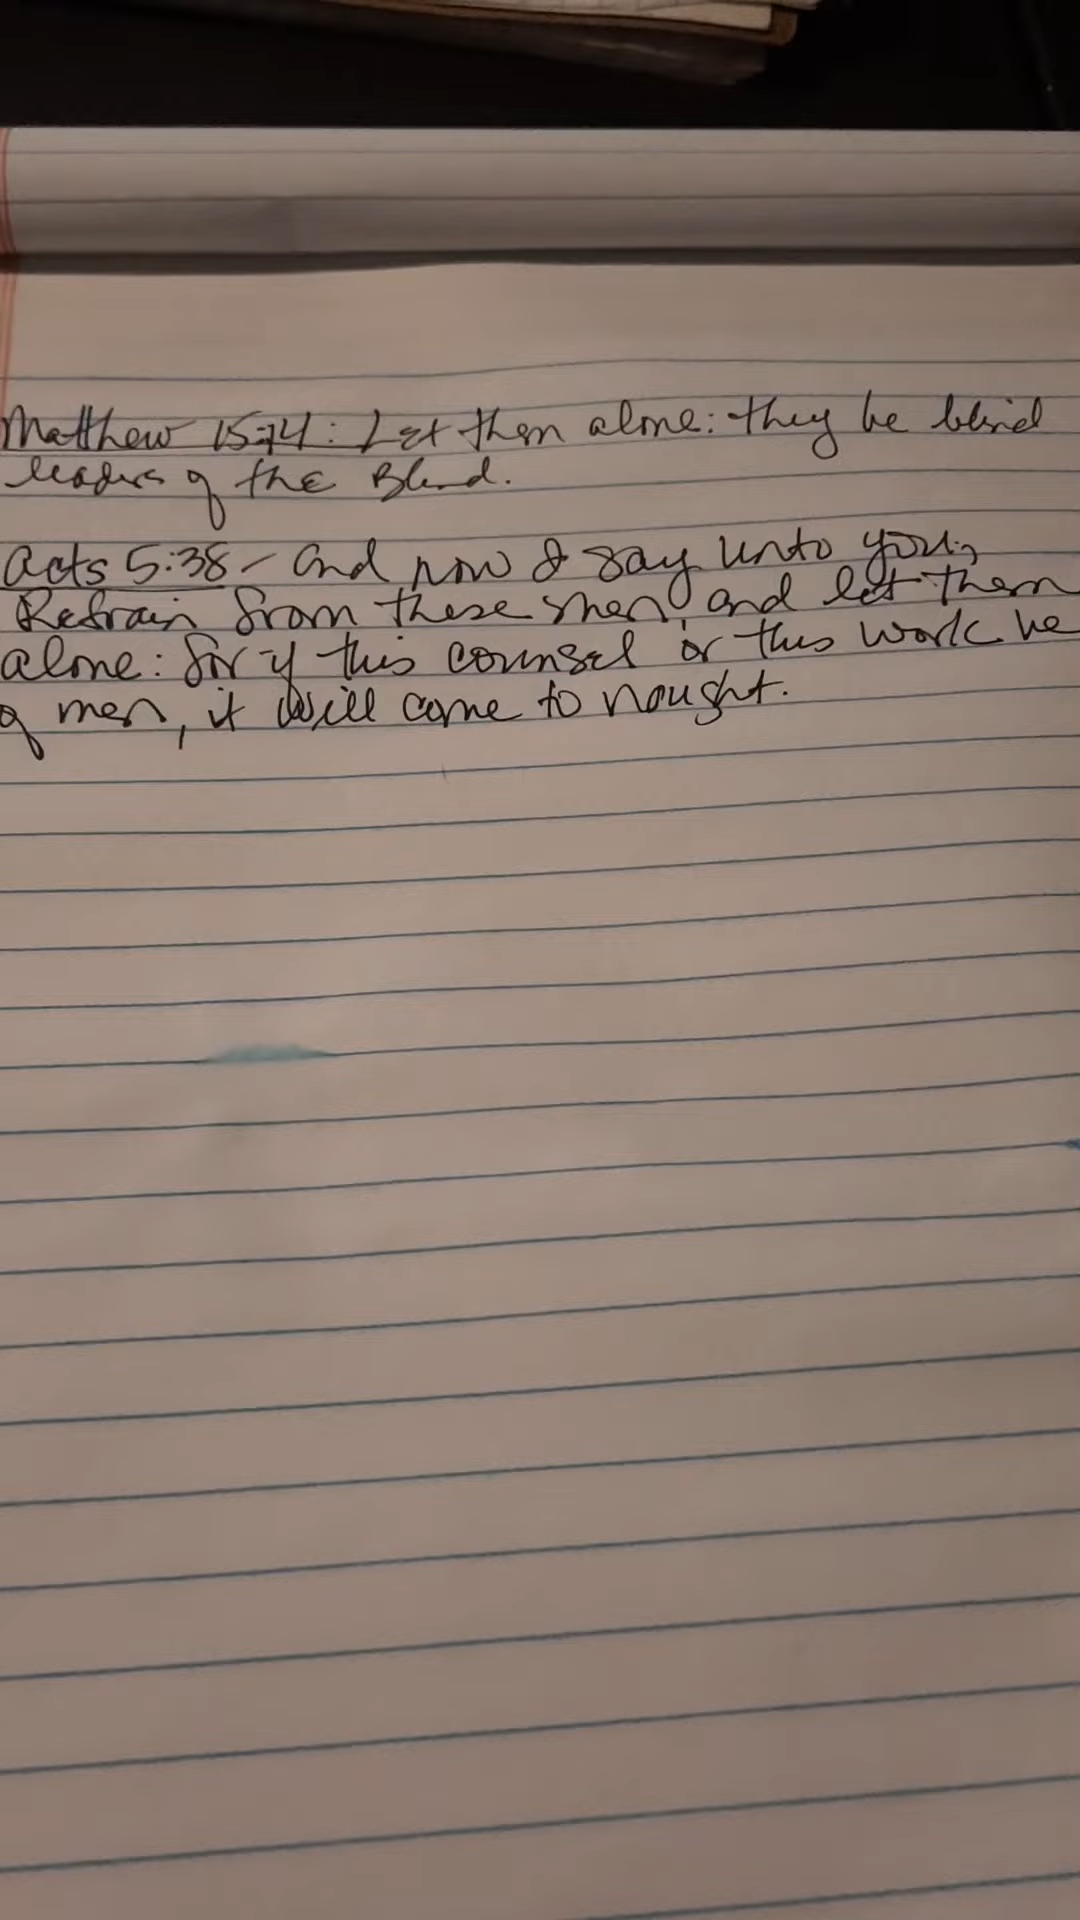 Matthew 15:14: Let them alone: they be blind
leaders of the Blind.
Acts 5:38 - And now I say unto you,
Refrain from these men, and let them
alone: for if this counsel or this work be
of men, it will come to nought.